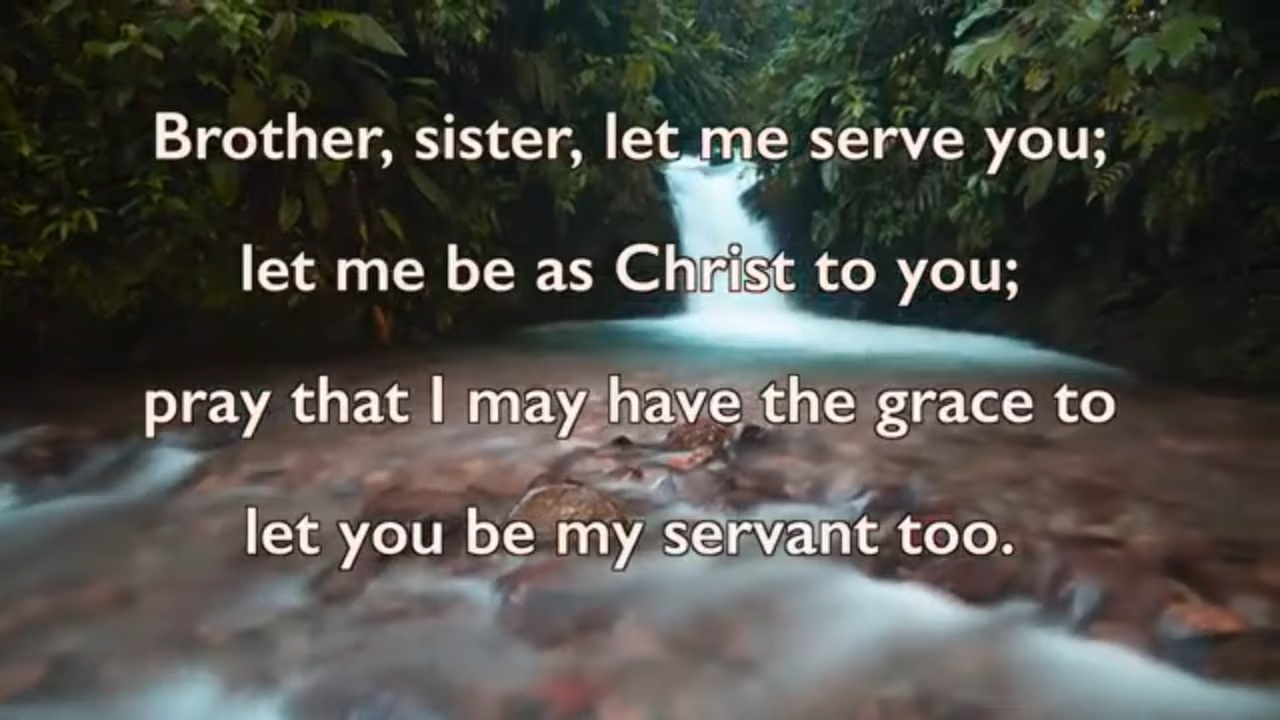 Brother, sister, let me serve you;
let me be as Christ to you;
pray that I may have the grace to
let you be my servant too.